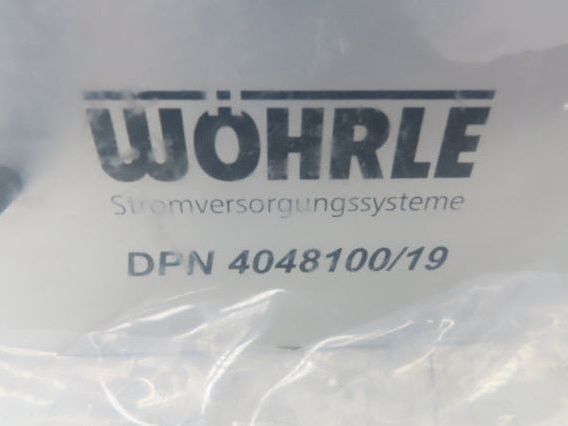 WÖHRLE
Stromversorgungssysteme
DPN 4048100/19